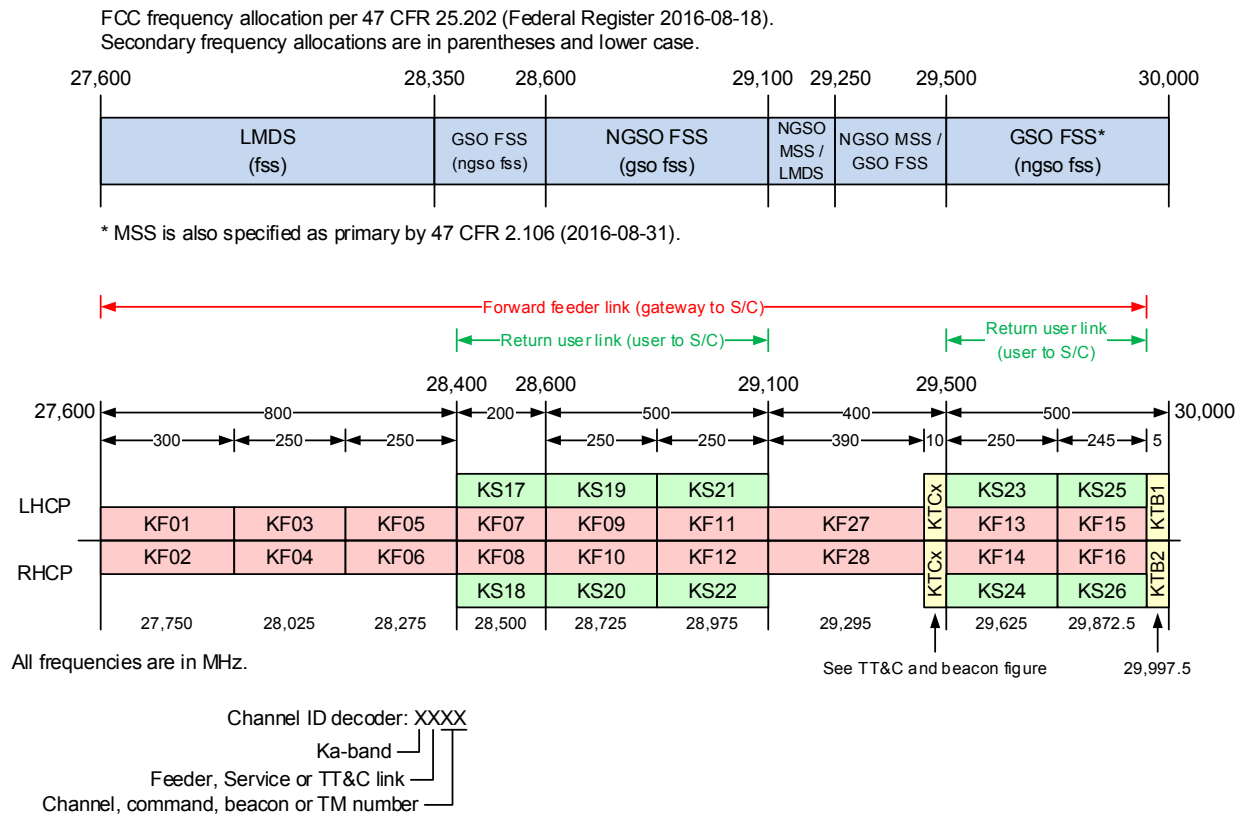 FCC frequency allocation per 47 CFR 25.202 (Federal Register 2016-08-18).
Secondary frequency allocations are in parentheses and lower case.
27,600 28,350 28,600 29,100 29,250 29,500 30,000
LMDS
(fss)
GSO FSS
(ngso fss)
NGSO FSS
(gso fss)
NGSO
MSS /
LMDS
NGSO MSS /
GSO FSS
GSO FSS*
(ngso fss)
* MSS is also specified as primary by 47 CFR 2.106 (2016-08-31).
Forward feeder link (gateway to S/C)
Return user link (user to S/C)
Return user link
(user to S/C)
28,400 28,600 29,100 29,500
27,600 800 200 500 400 500 30,000
300 250 250 250 250 390 10 250 245 5
LHCP
KS17 KS19 KS21 KTCx KS23 KS25 KTB1
KF01 KF03 KF05 KF07 KF09 KF11 KF27 KF13 KF15
RHCP
KF02 KF04 KF06 KF08 KF10 KF12 KF28 KTCx KF14 KF16 KTB2
KS18 KS20 KS22 KS24 KS26
27,750 28,025 28,275 28,500 28,725 28,975 29,295 29,625 29,872.5
All frequencies are in MHz.
See TT&C and beacon figure
29,997.5
Channel ID decoder: XXXX
Ka-band
Feeder, Service or TT&C link
Channel, command, beacon or TM number